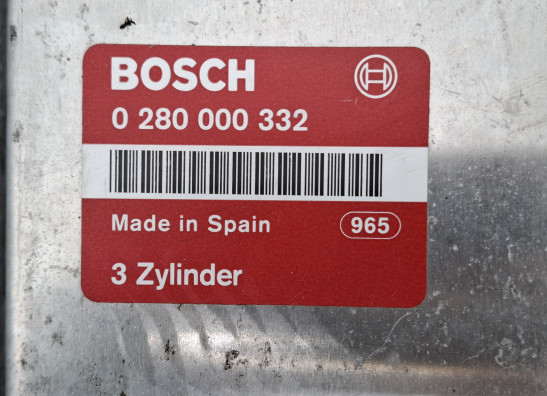 BOSCH
0 280 000 332
Made in Spain 965
3 Zylinder